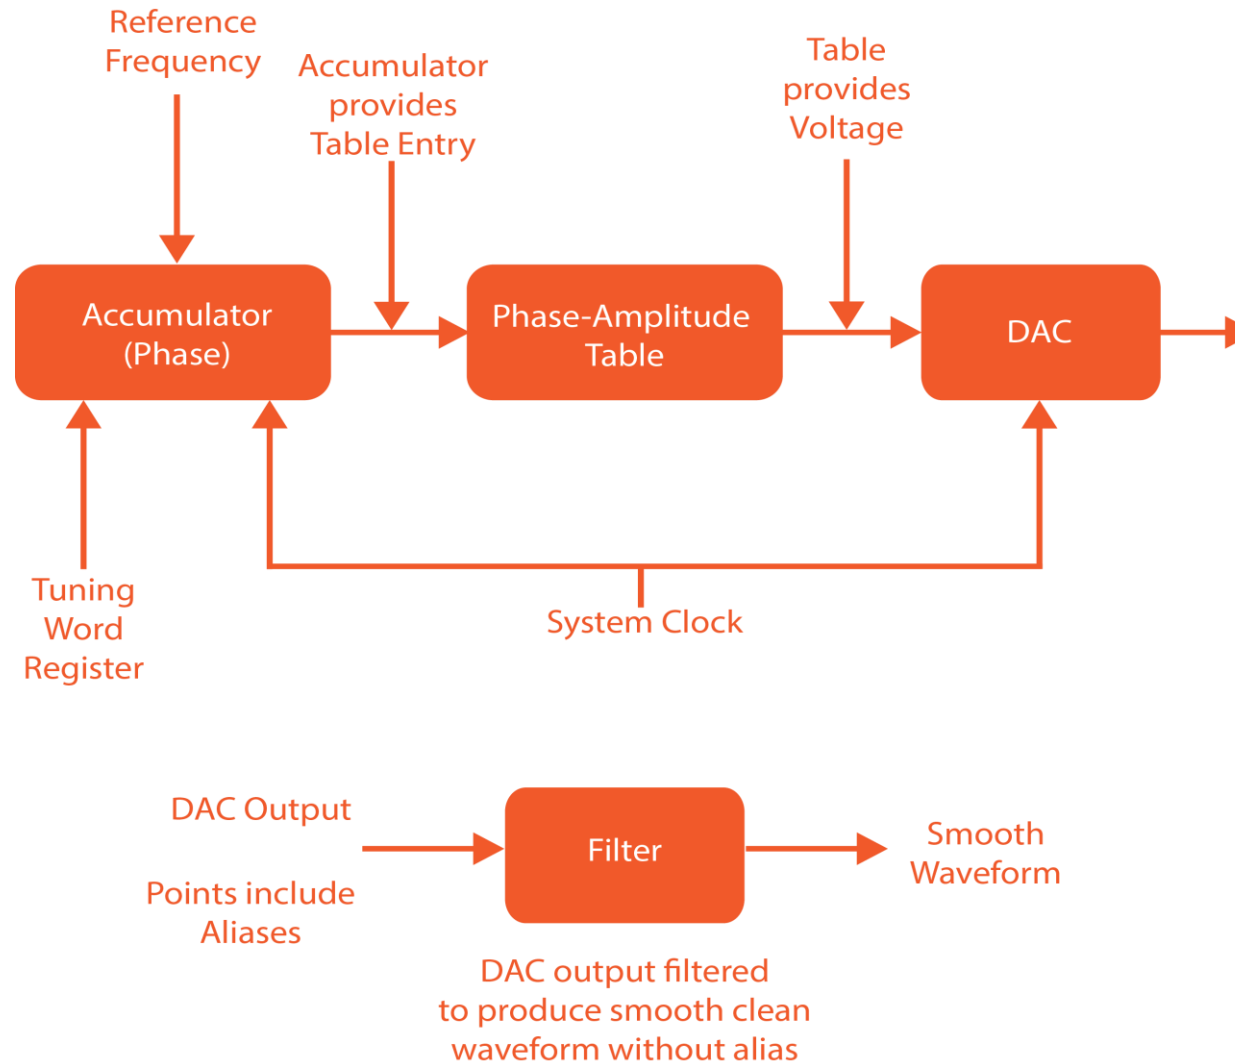 Reference
Frequency
Accumulator
provides
Table Entry
Table
provides
Voltage
Accumulator
(Phase)
Phase-Amplitude
Table
DAC
Tuning
Word
Register
System Clock
DAC Output
Points include
Aliases
Filter
Smooth
Waveform
DAC output filtered
to produce smooth clean
waveform without alias